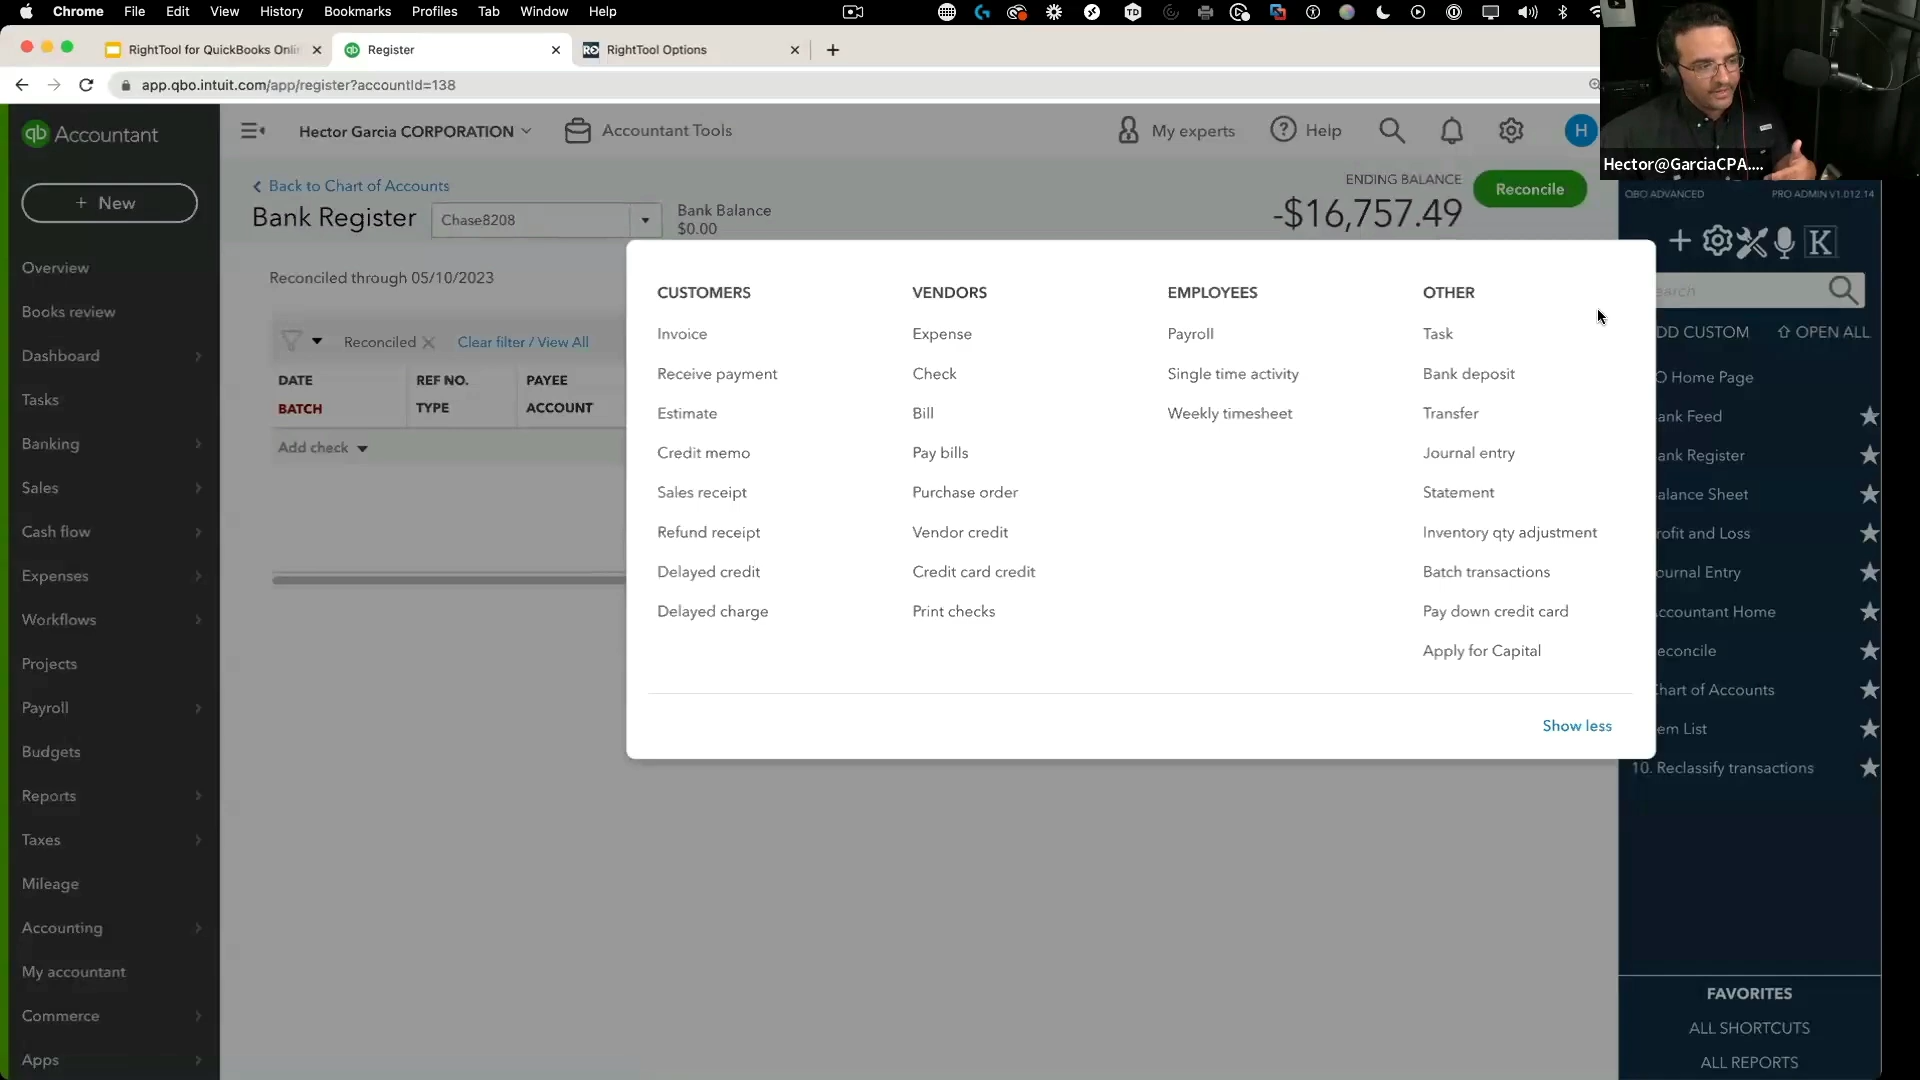 Chrome File Edit View History Bookmarks Profiles Tab Window Help
TD
RightTool for QuickBooks Onli
Register
RightTool Options
app.qbo.intuit.com/app/register?accountId=138
qb Accountant
Hector Garcia CORPORATION
Accountant Tools
My experts
Help
H
Hector@GarciaCPA....
+ New
Overview
Books review
Dashboard
Tasks
Banking
Sales
Cash flow
Expenses
Workflows
Projects
Payroll
Budgets
Reports
Taxes
Mileage
Accounting
My accountant
Commerce
Apps
Back to Chart of Accounts
Bank Register
Chase8208
Bank Balance
$0.00
ENDING BALANCE
-$16,757.49
Reconcile
Reconciled through 05/10/2023
Reconciled
Clear filter / View All
DATE REF NO. PAYEE
BATCH TYPE ACCOUNT
Add check
CUSTOMERS
Invoice
Receive payment
Estimate
Credit memo
Sales receipt
Refund receipt
Delayed credit
Delayed charge
VENDORS
Expense
Check
Bill
Pay bills
Purchase order
Vendor credit
Credit card credit
Print checks
EMPLOYEES
Payroll
Single time activity
Weekly timesheet
OTHER
Task
Bank deposit
Transfer
Journal entry
Statement
Inventory qty adjustment
Batch transactions
Pay down credit card
Apply for Capital
Show less
QBO ADVANCED
PRO ADMIN V1.012.14
K
earch
DD CUSTOM
OPEN ALL
O Home Page
ank Feed
ank Register
alance Sheet
rofit and Loss
ournal Entry
ccountant Home
econcile
hart of Accounts
em List
10. Reclassify transactions
FAVORITES
ALL SHORTCUTS
ALL REPORTS